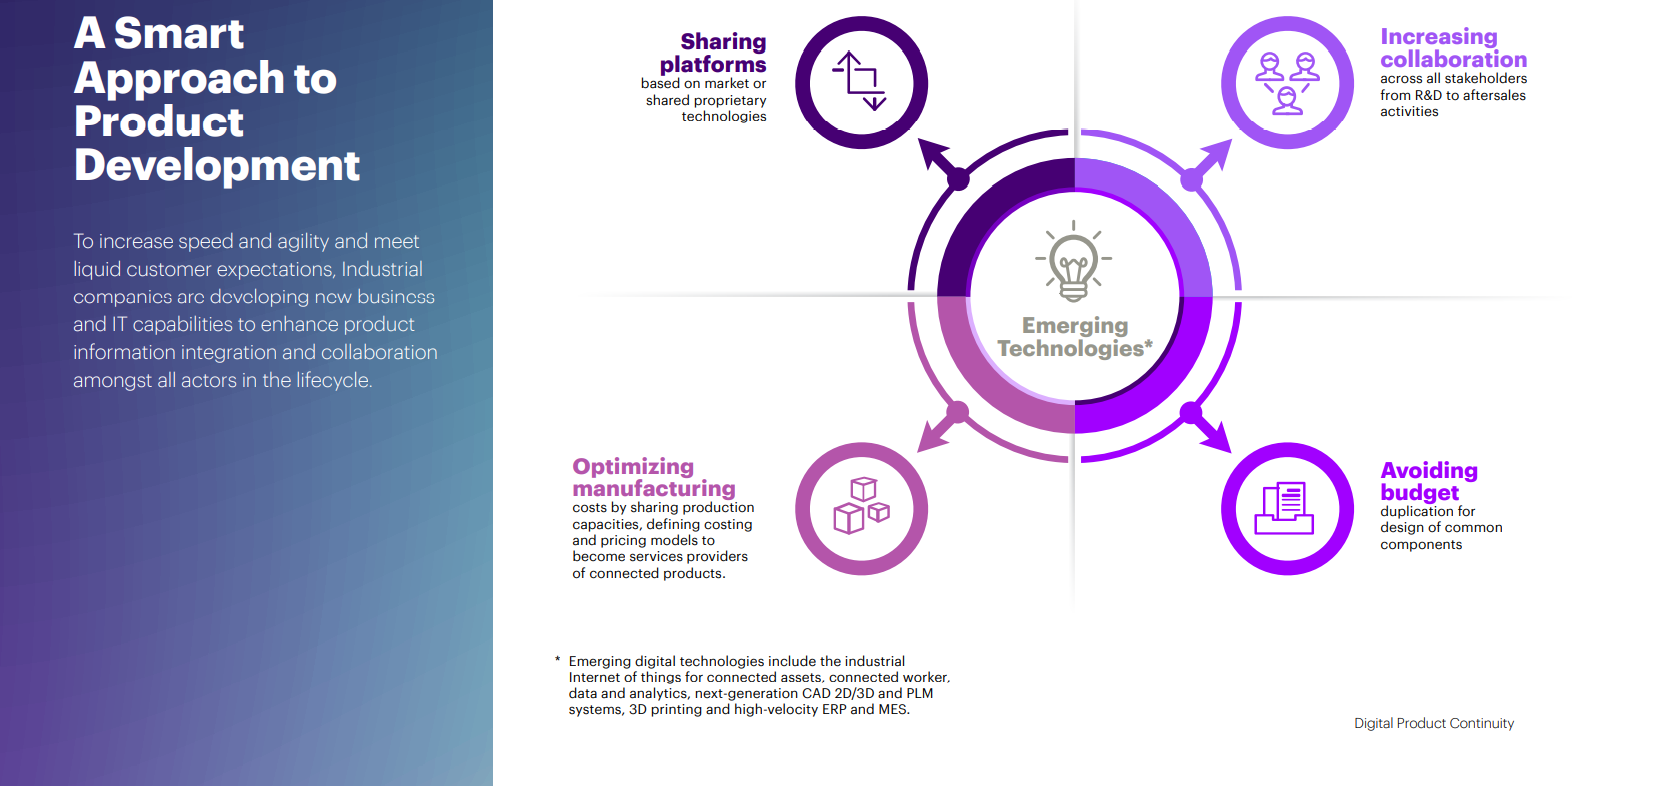 A Smart
Approach to
Product
Development
To increase speed and agility and meet
liquid customer expectations, Industrial
companies are developing new business
and IT capabilities to enhance product
information integration and collaboration
amongst all actors in the lifecycle.
Sharing
platforms
based on market or
shared proprietary
technologies
Increasing
collaboration
across all stakeholders
from R&D to aftersales
activities
Emerging
Technologies*
Optimizing
manufacturing
costs by sharing production
capacities, defining costing
and pricing models to
become services providers
of connected products.
Avoiding
budget
duplication for
design of common
components
* Emerging digital technologies include the industrial
Internet of things for connected assets, connected worker,
data and analytics, next-generation CAD 2D/3D and PLM
systems, 3D printing and high-velocity ERP and MES.
Digital Product Continuity